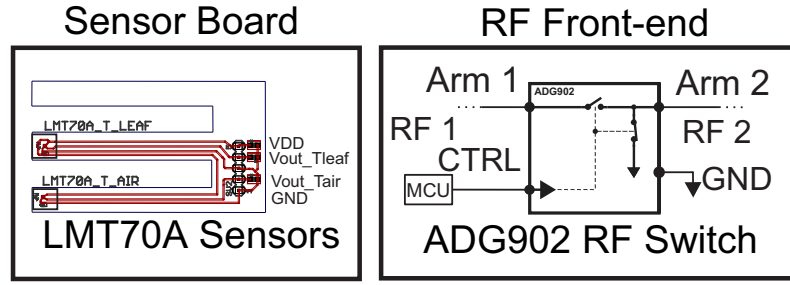 Sensor Board
LMT70A_T_LEAF
LMT70A_T_AIR
VDD
Vout_Tleaf
Vout_Tair
GND
LMT70A Sensors
RF Front-end
Arm 1
ADG902
Arm 2
RF 1
RF 2
CTRL
MCU
GND
ADG902 RF Switch